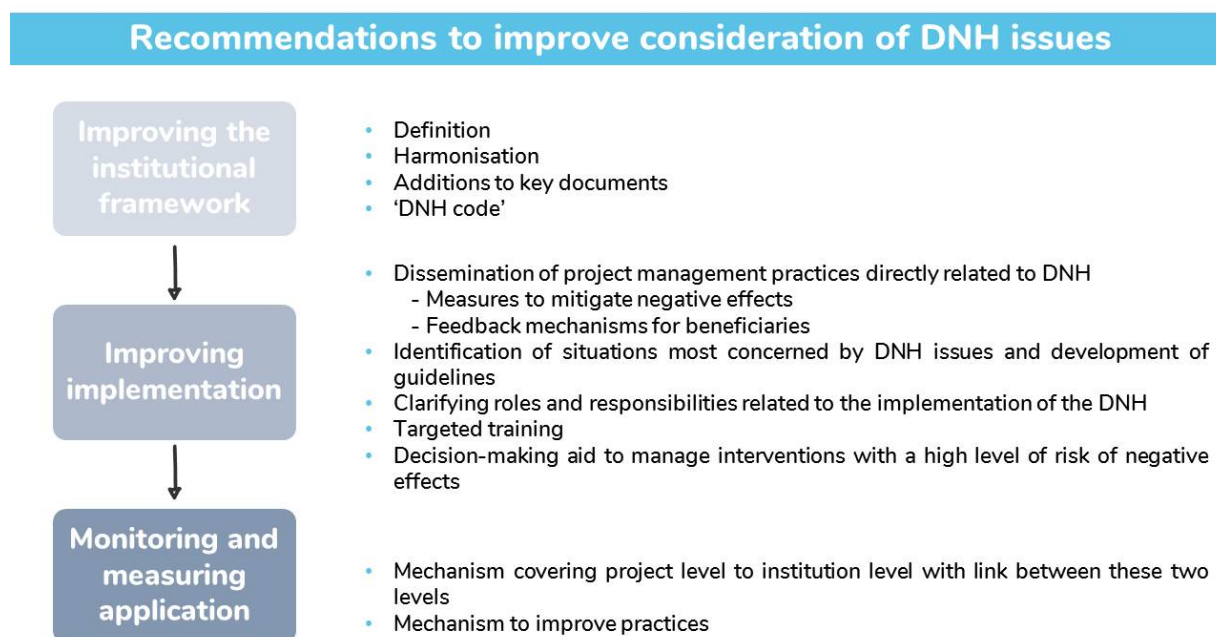 Recommendations to improve consideration of DNH issues
Improving the
institutional
framework
• Definition
• Harmonisation
• Additions to key documents
• ‘DNH code’
Improving
implementation
• Dissemination of project management practices directly related to DNH
- Measures to mitigate negative effects
- Feedback mechanisms for beneficiaries
• Identification of situations most concerned by DNH issues and development of
guidelines
• Clarifying roles and responsibilities related to the implementation of the DNH
• Targeted training
• Decision-making aid to manage interventions with a high level of risk of negative
effects
Monitoring and
measuring
application
• Mechanism covering project level to institution level with link between these two
levels
• Mechanism to improve practices